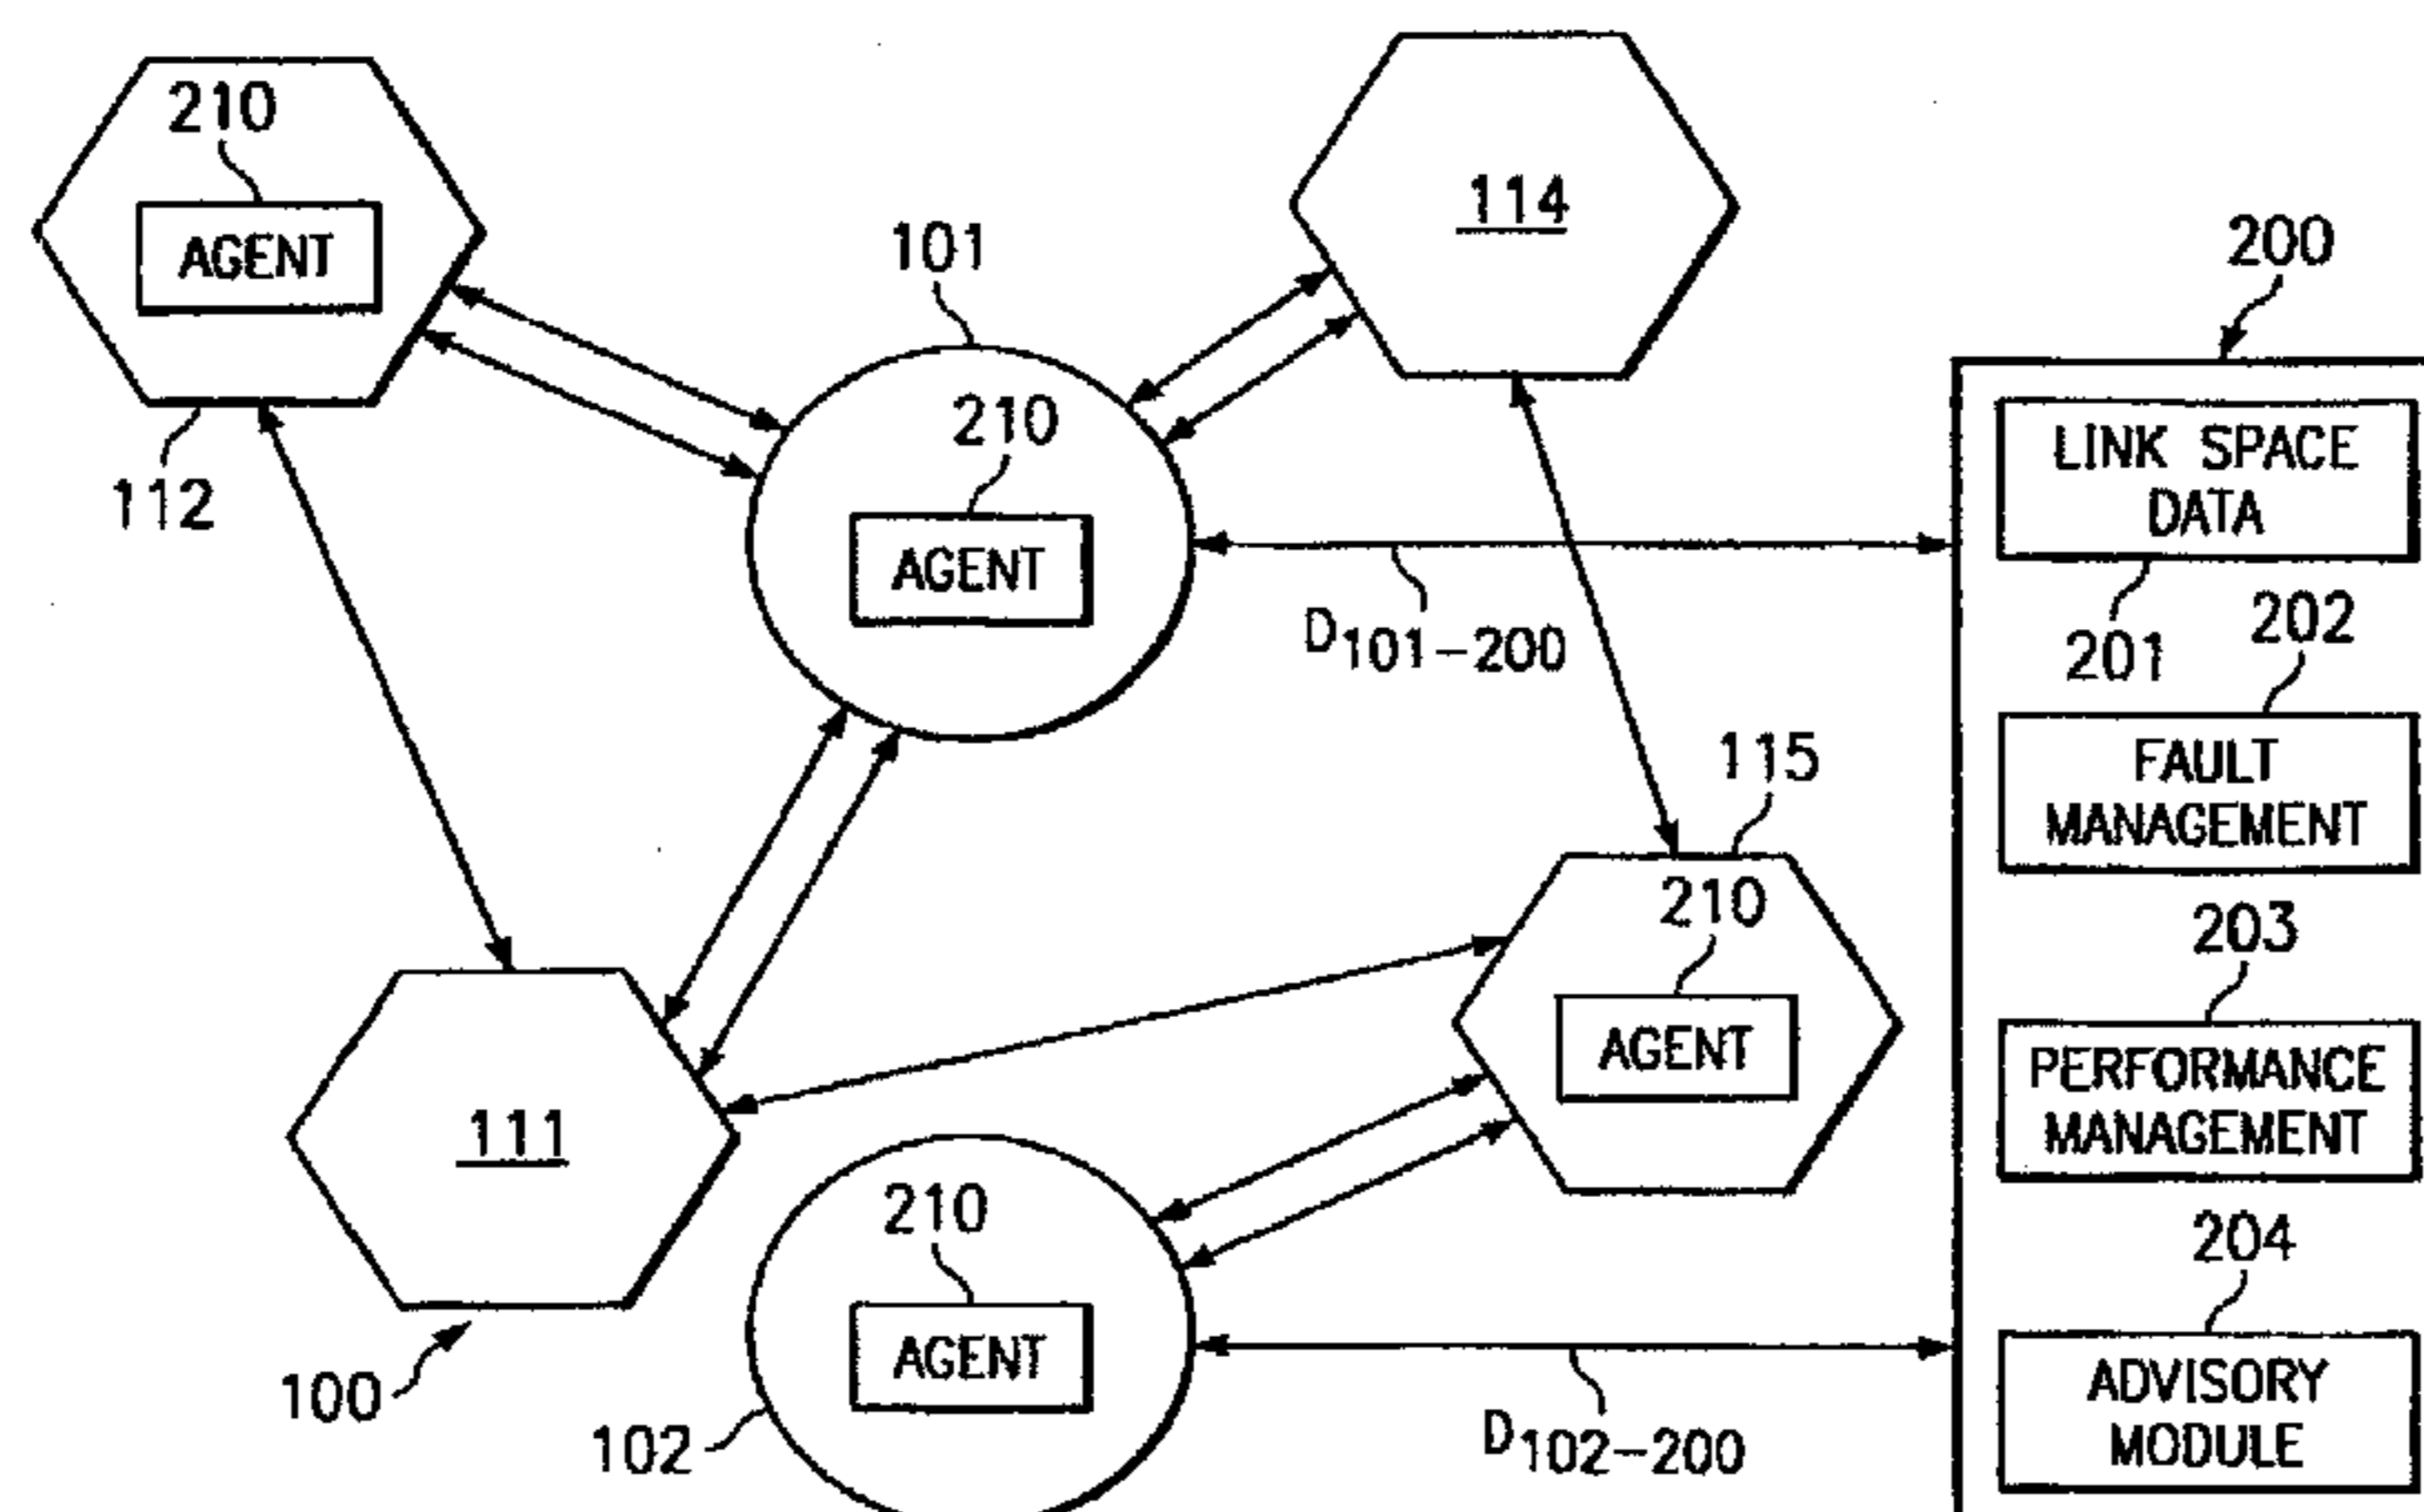 210
AGENT
112
101
210
AGENT
114
200
LINK SPACE
DATA
201
D101-200
202
FAULT
MANAGEMENT
115
210
AGENT
203
PERFORMANCE
MANAGEMENT
111
100
210
AGENT
102
D102-200
204
ADVISORY
MODULE